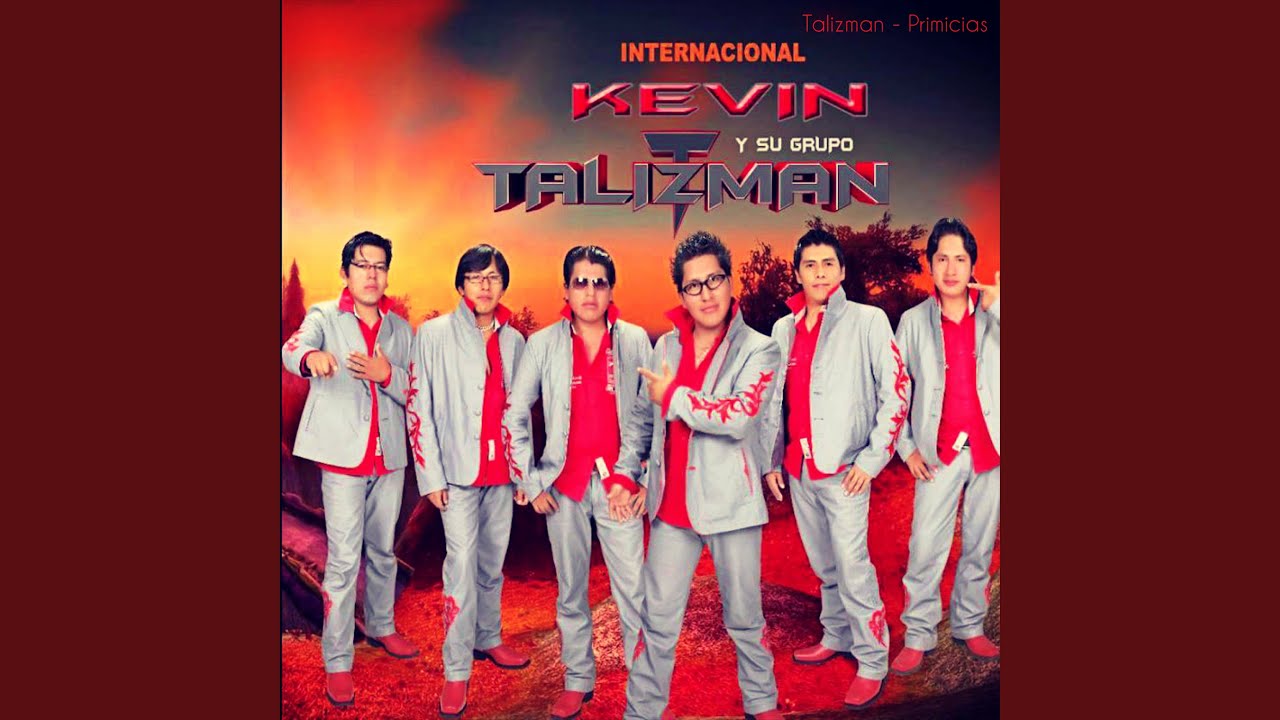 Talizman - Primicias
INTERNACIONAL
KEVIN
Y SU GRUPO
TALIZMAN